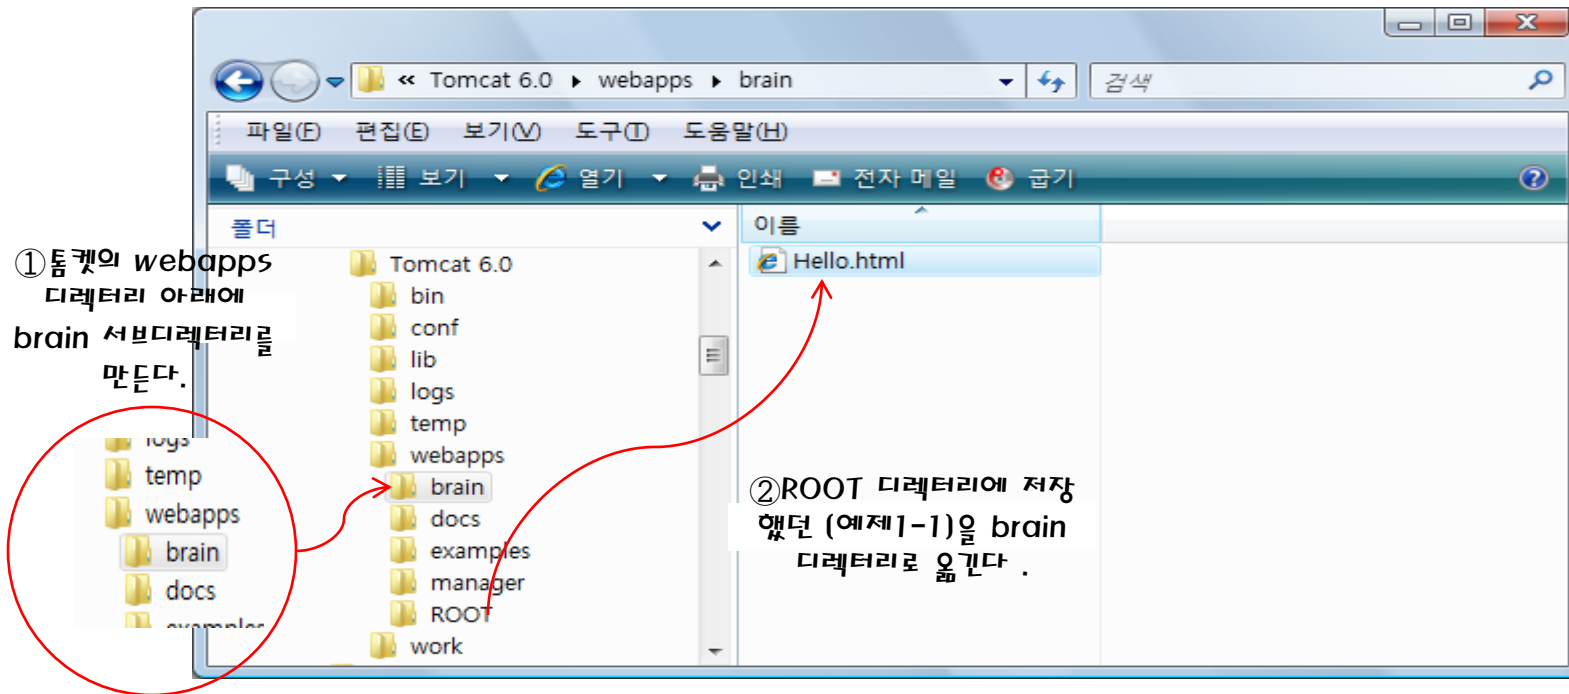 « Tomcat 6.0 ▸ webapps ▸ brain
검색
파일(F) 편집(E) 보기(V) 도구(T) 도움말(H)
구성 보기 열기 인쇄 전자 메일 굽기
폴더
이름
Hello.html
Tomcat 6.0
bin
conf
lib
logs
temp
webapps
brain
docs
examples
manager
ROOT
work
①톰켓의 webapps
디렉터리 아래에
brain 서브디렉터리를
만든다.
logs
temp
webapps
brain
docs
examples
②ROOT 디렉터리에 저장
했던 (예제1-1)을 brain
디렉터리로 옮긴다 .